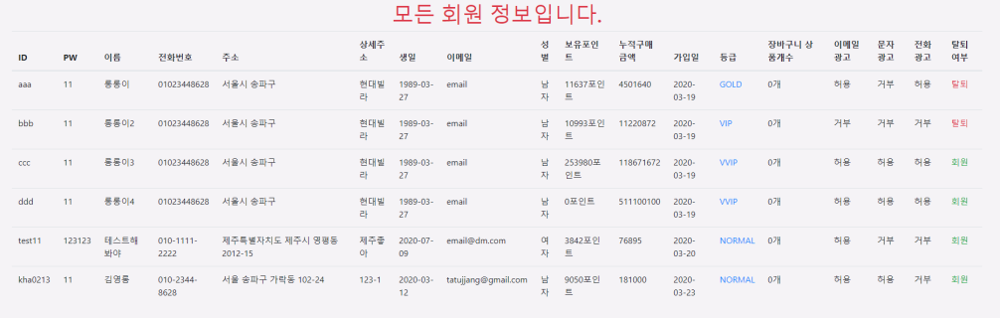 모든 회원 정보입니다.
ID PW 이름 전화번호 주소 상세주소 생일 이메일 성별 보유포인트 누적구매금액 가입일 등급 장바구니 상품개수 이메일광고 문자광고 전화광고 탈퇴여부
aaa 11 룡룡이 01023448628 서울시 송파구 현대빌라 1989-03-27 email 남자 11637포인트 4501640 2020-03-19 GOLD 0개 허용 거부 허용 탈퇴
bbb 11 룡룡이2 01023448628 서울시 송파구 현대빌라 1989-03-27 email 남자 10993포인트 11220872 2020-03-19 VIP 0개 거부 거부 거부 탈퇴
ccc 11 룡룡이3 01023448628 서울시 송파구 현대빌라 1989-03-27 email 남자 253980포인트 118671672 2020-03-19 VVIP 0개 허용 허용 허용 회원
ddd 11 룡룡이4 01023448628 서울시 송파구 현대빌라 1989-03-27 email 남자 0포인트 511100100 2020-03-19 VVIP 0개 허용 허용 허용 회원
test11 123123 테스트해봐야 010-1111-2222 제주특별자치도 제주시 영평동 2012-15 제주좋아 2020-07-09 email@dm.com 여자 3842포인트 76895 2020-03-20 NORMAL 0개 허용 거부 거부 회원
kha0213 11 김영룡 010-2344-8628 서울 송파구 가락동 102-24 123-1 2020-03-12 tatujjang@gmail.com 남자 9050포인트 181000 2020-03-23 NORMAL 0개 허용 허용 거부 회원